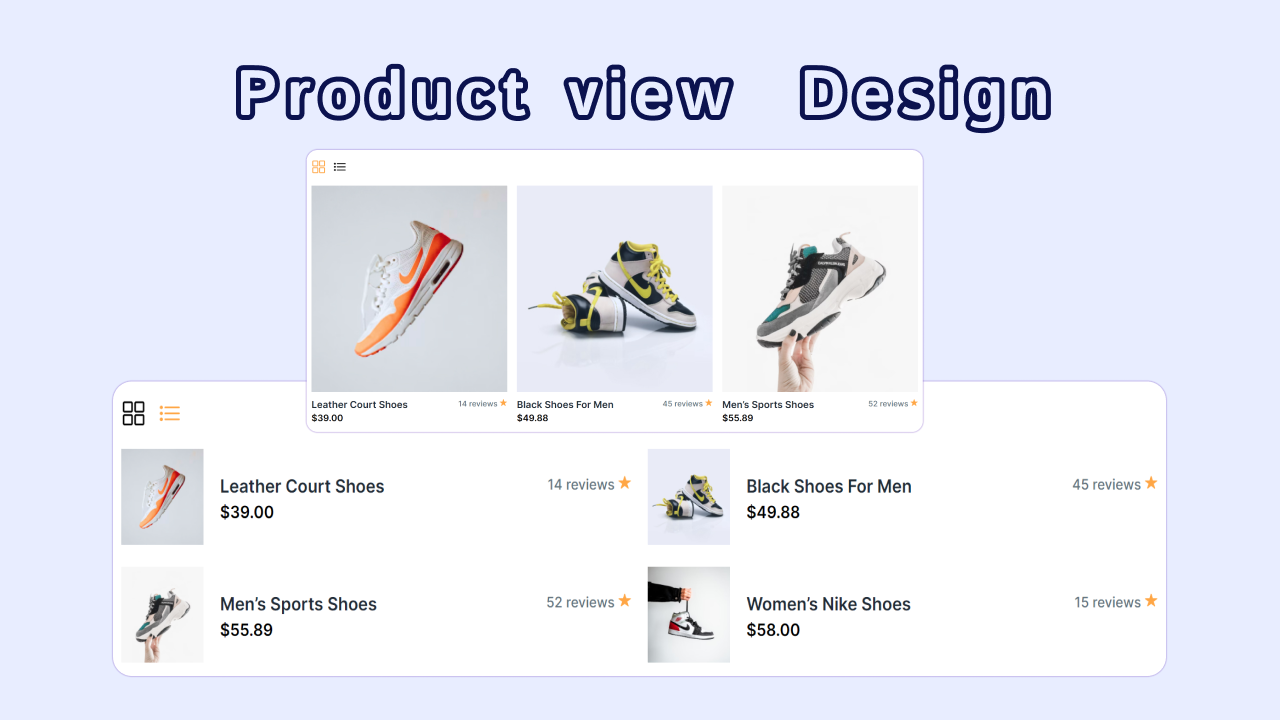 Product view Design
Leather Court Shoes 14 reviews
$39.00
Black Shoes For Men 45 reviews
$49.88
Men's Sports Shoes 52 reviews
$55.89
Leather Court Shoes 14 reviews
$39.00
Black Shoes For Men 45 reviews
$49.88
Men's Sports Shoes 52 reviews
$55.89
Women's Nike Shoes 15 reviews
$58.00